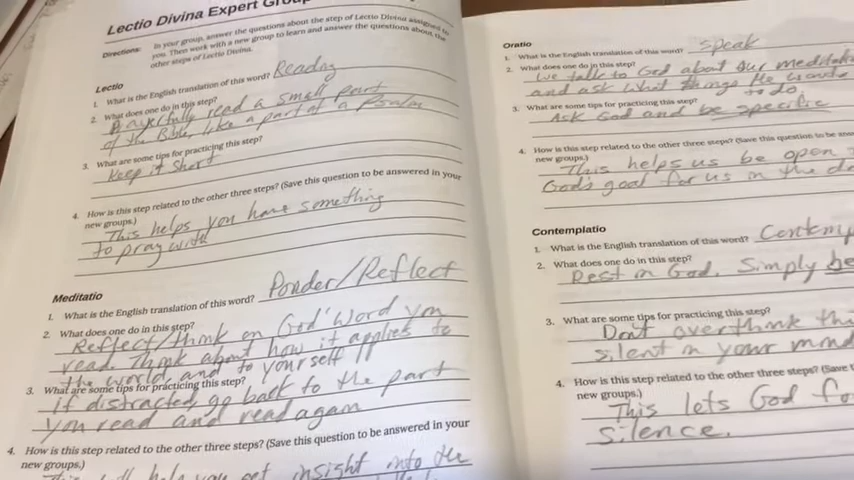 Lectio Divina Expert Group
Directions: In your group, answer the questions about the step of Lectio Divina assigned to
you. Then work with a new group to learn and answer the questions about the
other steps of Lectio Divina.
Lectio
1. What is the English translation of this word? Reading
2. What does one do in this step?
Prayerfully read a small part
of the Bible, like a part of a Psalm
3. What are some tips for practicing this step?
Keep it short
4. How is this step related to the other three steps? (Save this question to be answered in your
new groups.)
This helps you have something
to pray with
Meditatio
1. What is the English translation of this word? Ponder/Reflect
2. What does one do in this step?
Reflect/think on God' Word you
read. Think about how it applies to
the world, and to yourself
3. What are some tips for practicing this step?
If distracted, go back to the part
you read and read again
4. How is this step related to the other three steps? (Save this question to be answered in your
new groups.)
help you get insight into the
Oratio
1. What is the English translation of this word? Speak
2. What does one do in this step?
We talk to God about our
and ask what things He wants
to do
3. What are some tips for practicing this step?
Ask God and be specific
4. How is this step related to the other three steps? (Save this question to be
new groups.)
This helps us be open
God's goal for us in the
Contemplatio
1. What is the English translation of this word? Contemp
2. What does one do in this step?
Rest in God. Simply be
3. What are some tips for practicing this step?
Don't overthink
silent in your mind
4. How is this step related to the other three steps? (Save
new groups.)
This lets God
silence.